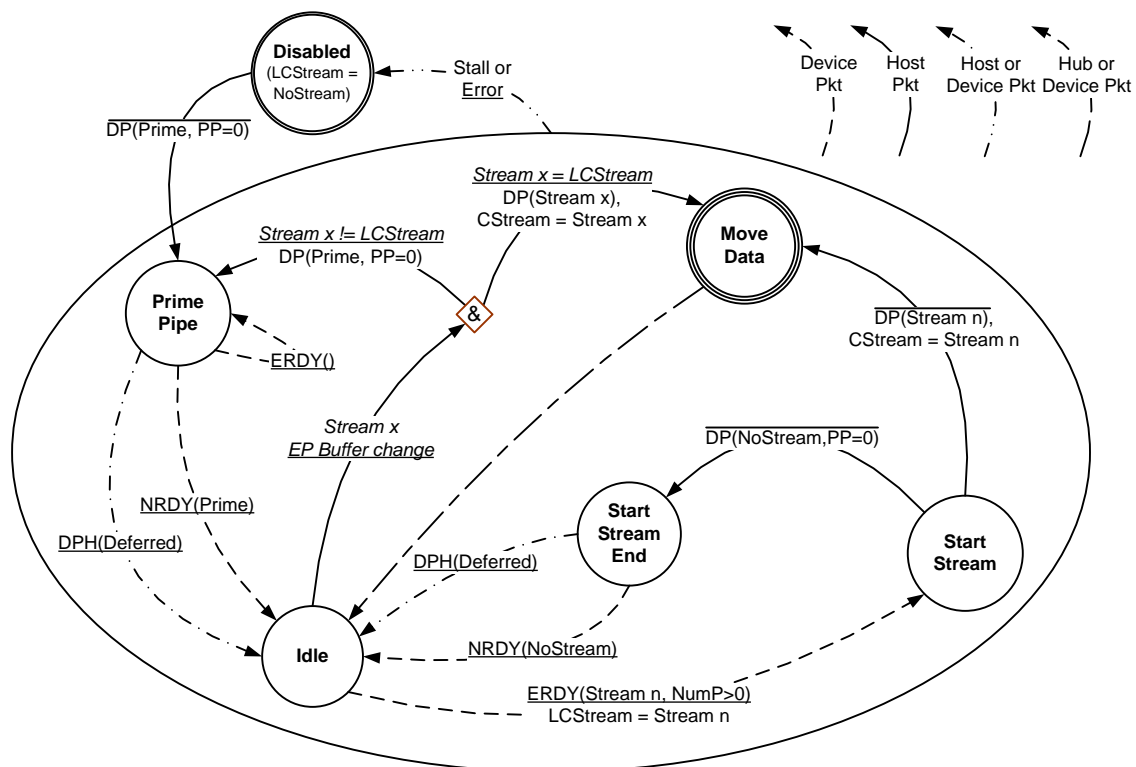 Disabled
(LCStream =
NoStream)
Stall or
Error
Device
Pkt
Host
Pkt
Host or
Device Pkt
Hub or
Device Pkt
DP(Prime, PP=0)
Stream x = LCStream
DP(Stream x),
CStream = Stream x
Stream x != LCStream
DP(Prime, PP=0)
Move
Data
Prime
Pipe
&
ERDY()
DP(Stream n),
CStream = Stream n
Stream x
EP Buffer change
DP(NoStream,PP=0)
NRDY(Prime)
DPH(Deferred)
Start
Stream
End
DPH(Deferred)
Start
Stream
Idle
NRDY(NoStream)
ERDY(Stream n, NumP>0)
LCStream = Stream n